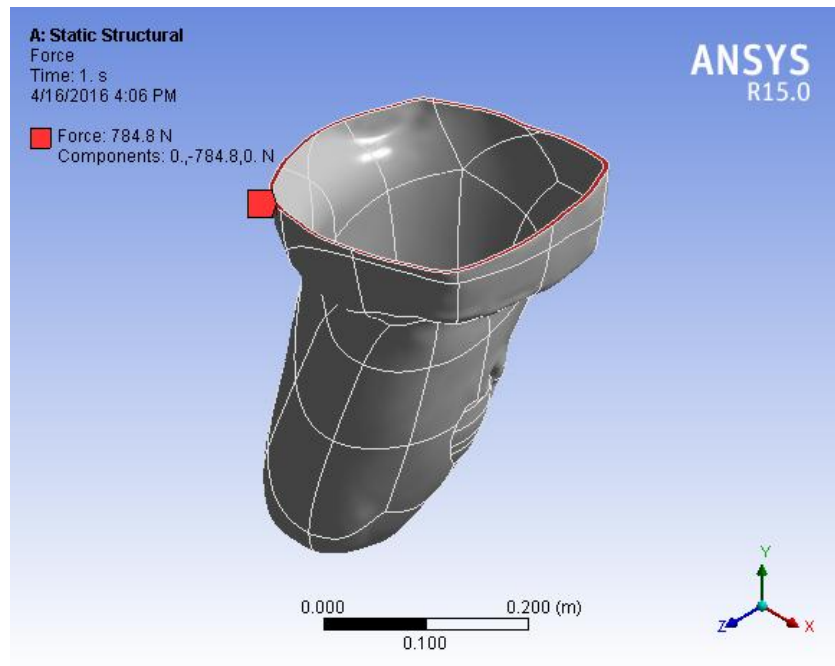 A: Static Structural
Force
Time: 1. s
4/16/2016 4:06 PM
Force: 784.8 N
Components: 0.,-784.8,0. N
ANSYS
R15.0
0.000
0.200 (m)
0.100
Y
Z
X